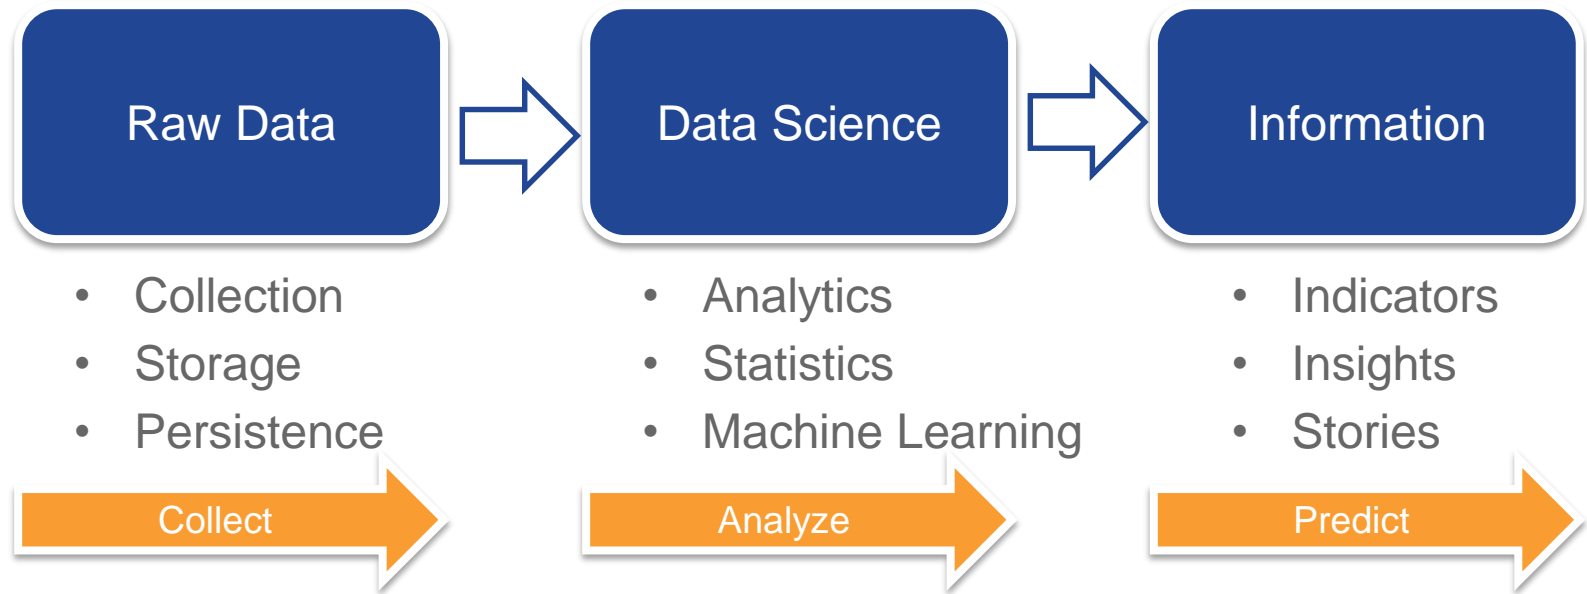 Raw Data
Data Science
Information
• Collection
• Storage
• Persistence
• Analytics
• Statistics
• Machine Learning
• Indicators
• Insights
• Stories
Collect
Analyze
Predict